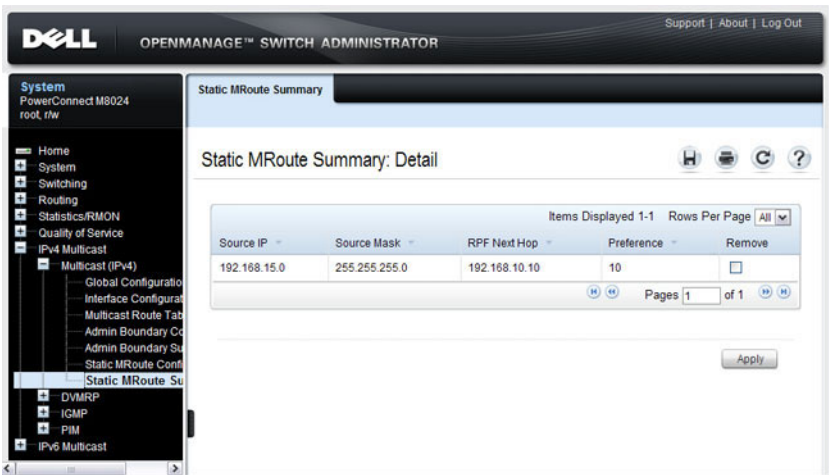 Support | About | Log Out
DELL
OPENMANAGE™ SWITCH ADMINISTRATOR
System
PowerConnect M8024
root, r/w
Static MRoute Summary
Home
System
Switching
Routing
Statistics/RMON
Quality of Service
IPv4 Multicast
Multicast (IPv4)
Global Configuratio
Interface Configurat
Multicast Route Tab
Admin Boundary Co
Admin Boundary Su
Static MRoute Confi
Static MRoute Su
DVMRP
IGMP
PIM
IPv6 Multicast
Static MRoute Summary: Detail
?
Items Displayed 1-1 Rows Per Page All
Source IP Source Mask RPF Next Hop Preference Remove
192.168.15.0 255.255.255.0 192.168.10.10 10
Pages 1 of 1
Apply